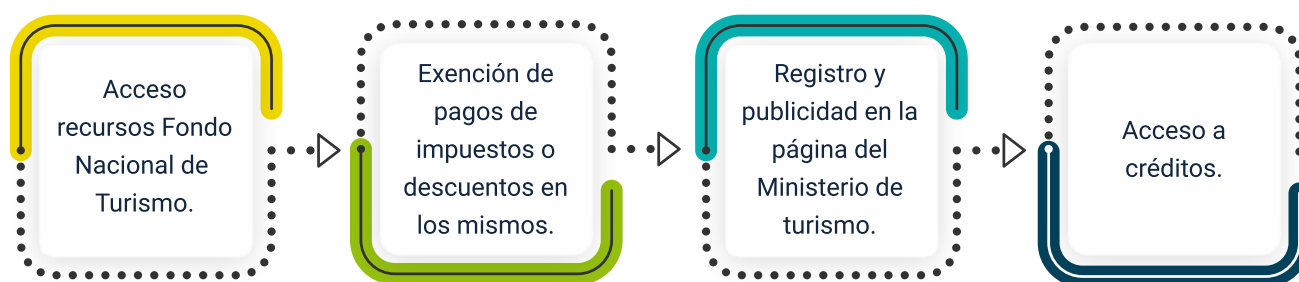 Acceso
recursos Fondo
Nacional de
Turismo.
Exención de
pagos de
impuestos o
descuentos en
los mismos.
Registro y
publicidad en la
página del
Ministerio de
turismo.
Acceso a
créditos.